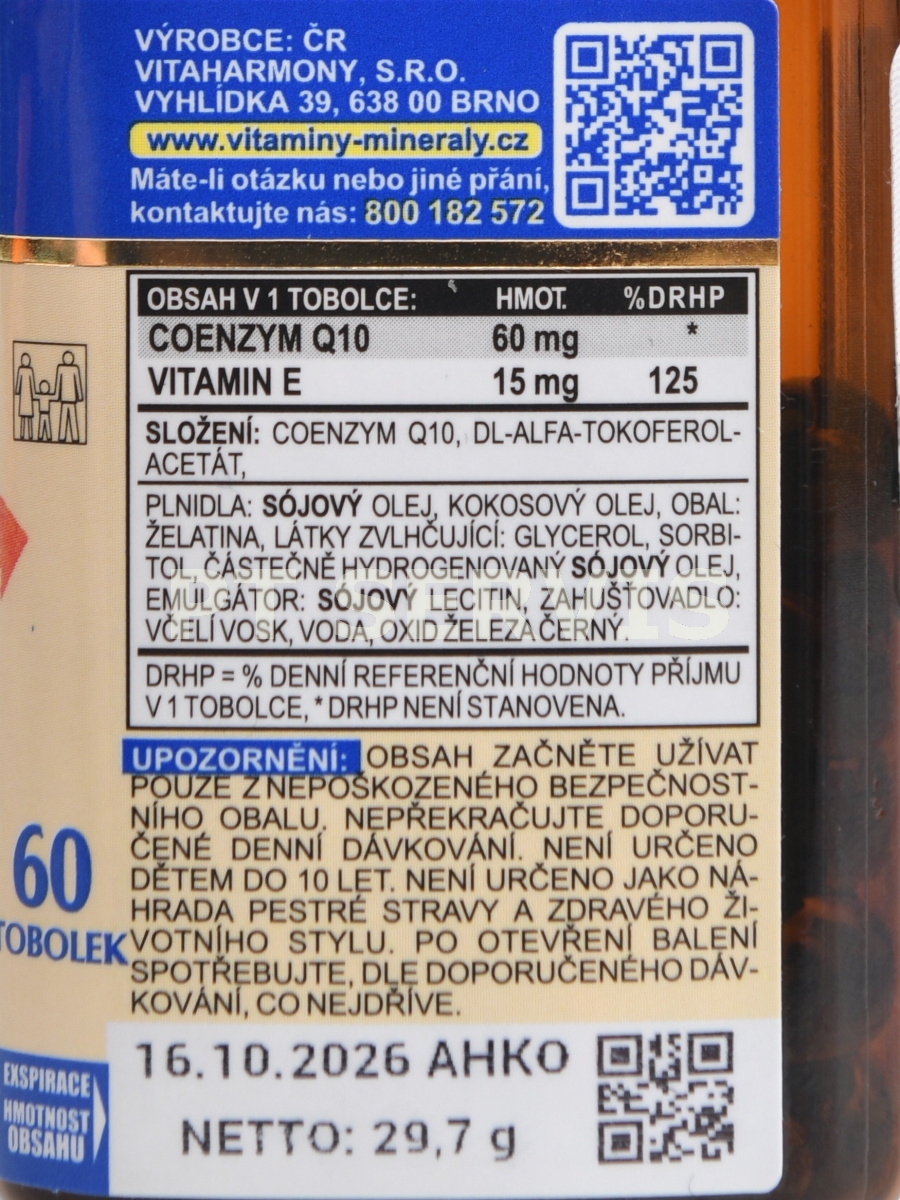 VÝROBCE: ČR
VITAHARMONY, S.R.O.
VYHLÍDKA 39, 638 00 BRNO
www.vitaminy-mineraly.cz
Máte-li otázku nebo jiné přání,
kontaktujte nás: 800 182 572
OBSAH V 1 TOBOLCE: HMOT. %DRHP
COENZYM Q10 60 mg *
VITAMIN E 15 mg 125
SLOŽENÍ: COENZYM Q10, DL-ALFA-TOKOFEROL-
ACETÁT,
PLNIDLA: SÓJOVÝ OLEJ, KOKOSOVÝ OLEJ, OBAL:
ŽELATINA, LÁTKY ZVLHČUJÍCÍ: GLYCEROL, SORBI-
TOL, ČÁSTEČNĚ HYDROGENOVANÝ SÓJOVÝ OLEJ,
EMULGÁTOR: SÓJOVÝ LECITIN, ZAHUŠŤOVADLO:
VČELÍ VOSK, VODA, OXID ŽELEZA ČERNÝ.
DRHP = % DENNÍ REFERENČNÍ HODNOTY PŘÍJMU
V 1 TOBOLCE, * DRHP NENÍ STANOVENA.
UPOZORNĚNÍ: OBSAH ZAČNĚTE UŽÍVAT
POUZE Z NEPOŠKOZENÉHO BEZPEČNOST-
NÍHO OBALU. NEPŘEKRAČUJTE DOPORU-
ČENÉ DENNÍ DÁVKOVÁNÍ. NENÍ URČENO
DĚTEM DO 10 LET. NENÍ URČENO JAKO NÁ-
HRADA PESTRÉ STRAVY A ZDRAVÉHO ŽI-
VOTNÍHO STYLU. PO OTEVŘENÍ BALENÍ
SPOTŘEBUJTE, DLE DOPORUČENÉHO DÁV-
KOVÁNÍ, CO NEJDŘÍVE.
60
TOBOLEK
EXSPIRACE
HMOTNOST
OBSAHU
16.10.2026 AHKO
NETTO: 29,7 g